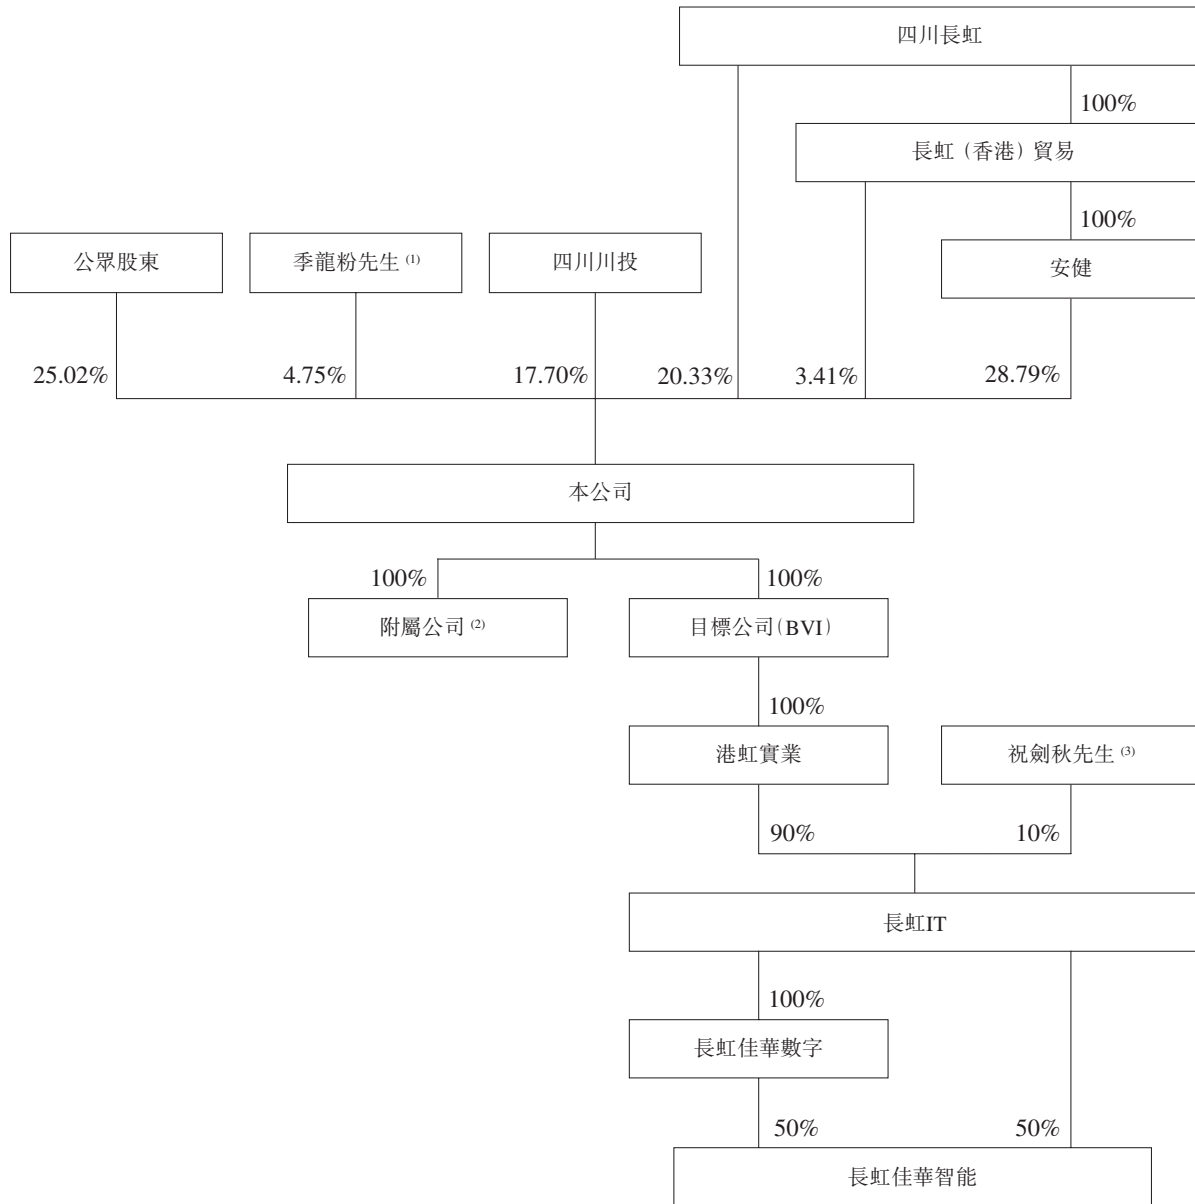 四川長虹
100%
長虹（香港）貿易
100%
公眾股東
季龍粉先生 (1)
四川川投
安健
25.02%
4.75%
17.70%
20.33%
3.41%
28.79%
本公司
100%
100%
附屬公司 (2)
目標公司(BVI)
100%
港虹實業
祝劍秋先生 (3)
90%
10%
長虹IT
100%
長虹佳華數字
50%
50%
長虹佳華智能